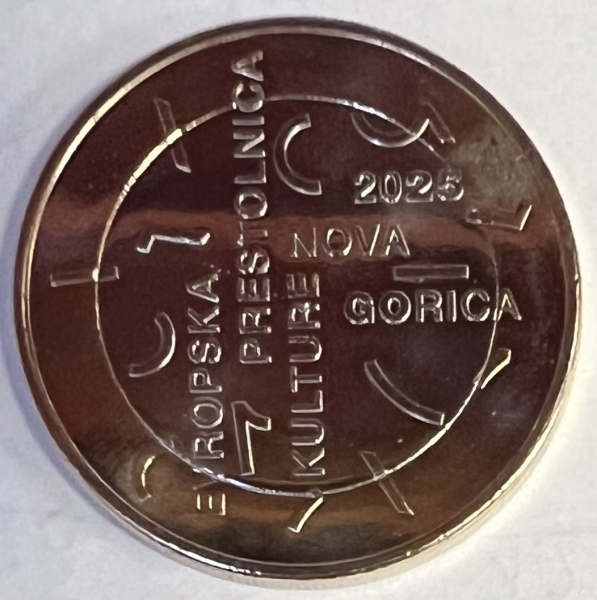 EVROPSKA
PRESTOLNICA
KULTURE
2025
NOVA
GORICA